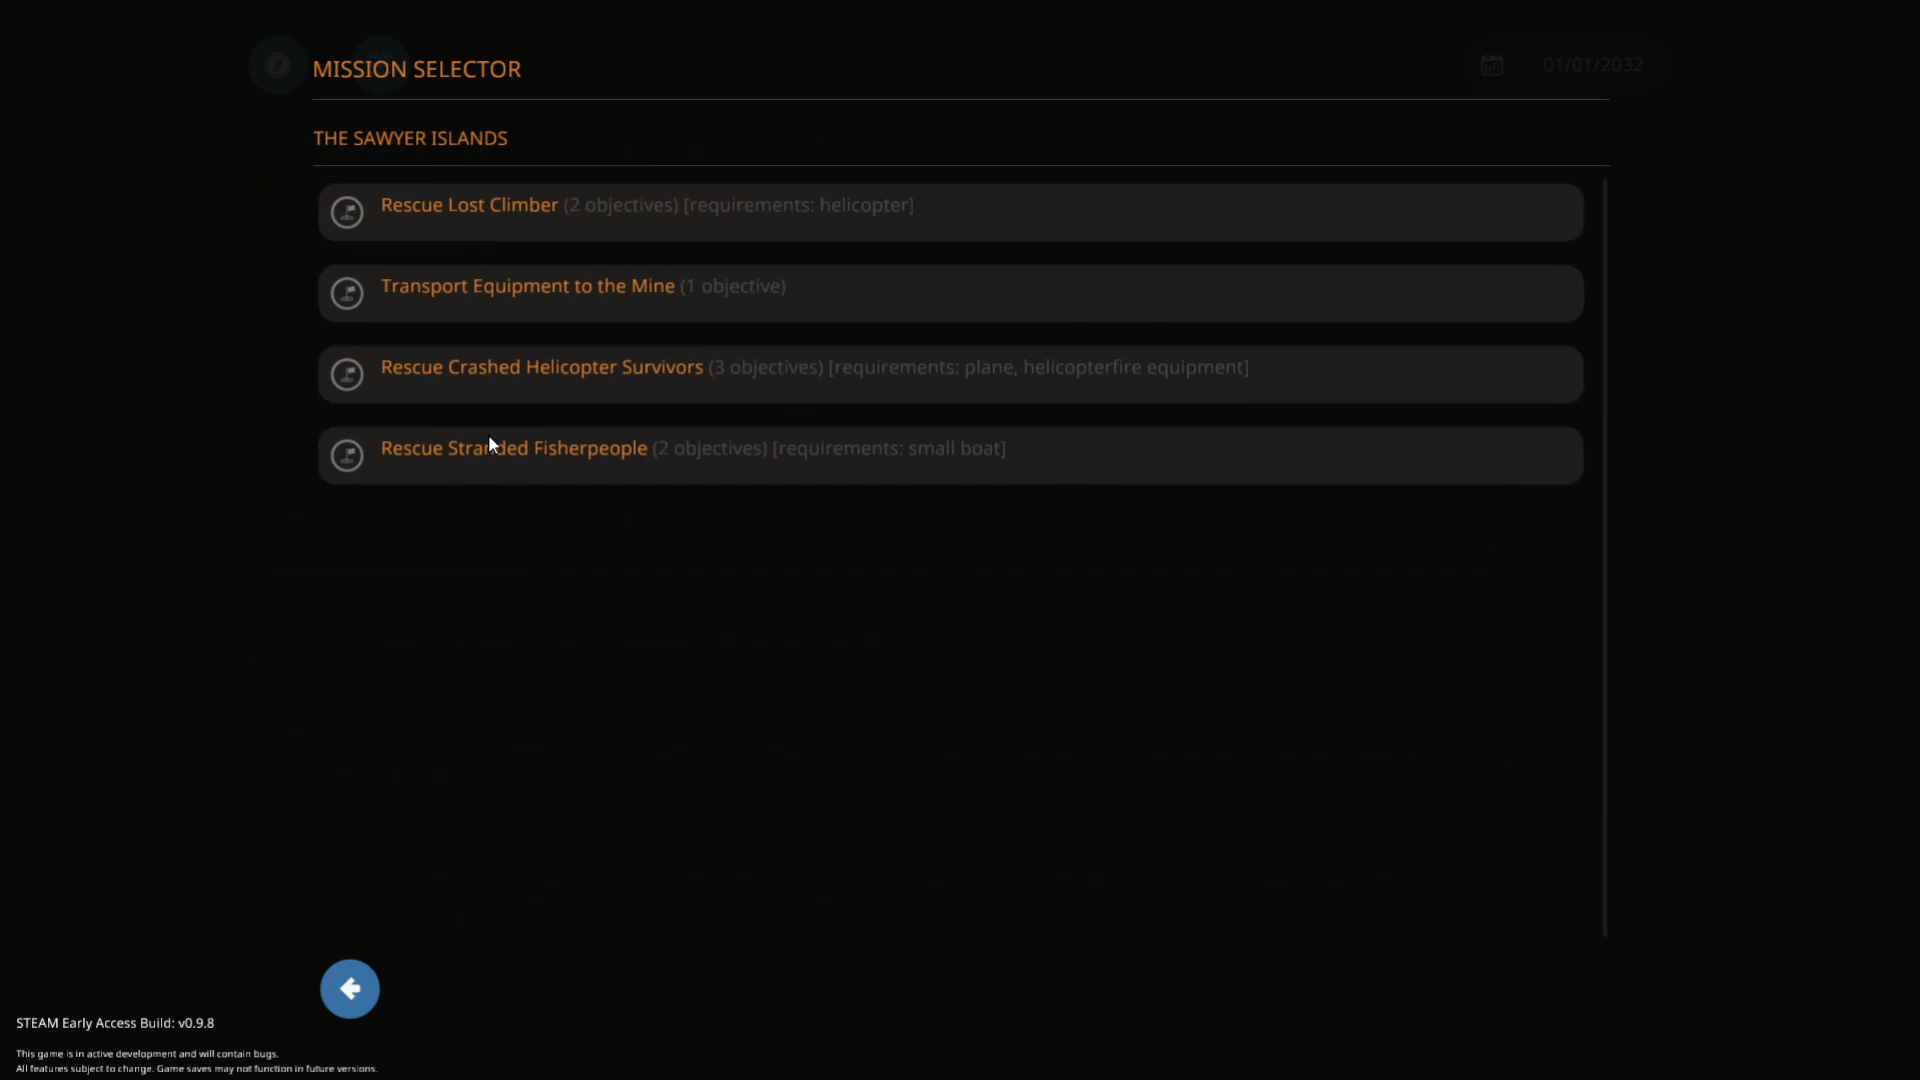 MISSION SELECTOR
01/01/2032
THE SAWYER ISLANDS
Rescue Lost Climber (2 objectives) [requirements: helicopter]
Transport Equipment to the Mine (1 objective)
Rescue Crashed Helicopter Survivors (3 objectives) [requirements: plane, helicopterfire equipment]
Rescue Stranded Fisherpeople (2 objectives) [requirements: small boat]
STEAM Early Access Build: v0.9.8
This game is in active development and will contain bugs.
All features subject to change. Game saves may not function in future versions.